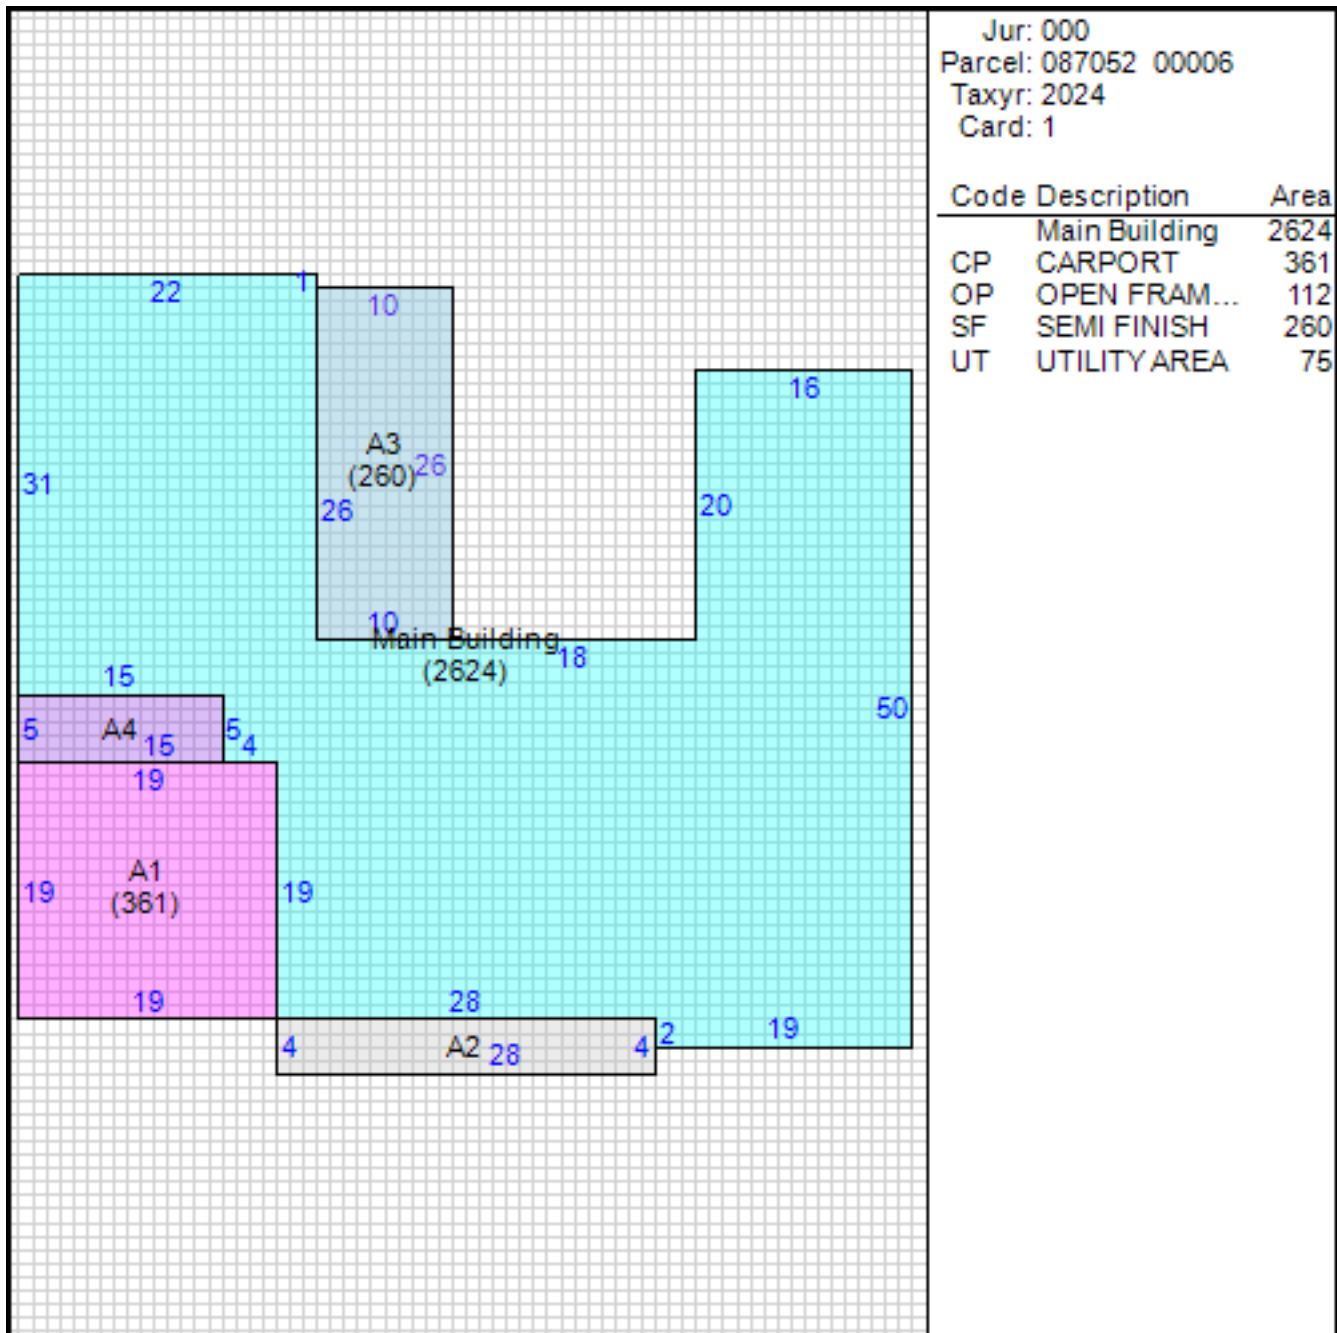 Jur: 000
Parcel: 087052 00006
Taxyr: 2024
Card: 1
Code Description Area
Main Building 2624
CP CARPORT 361
OP OPEN FRAM... 112
SF SEMI FINISH 260
UT UTILITY AREA 75
22
1
10
16
A3
(260)
26
31
26
20
10
Main Building
18
(2624)
15
50
5
A4
15
5
4
19
A1
(361)
19
19
19
28
2
19
4
A2
28
4